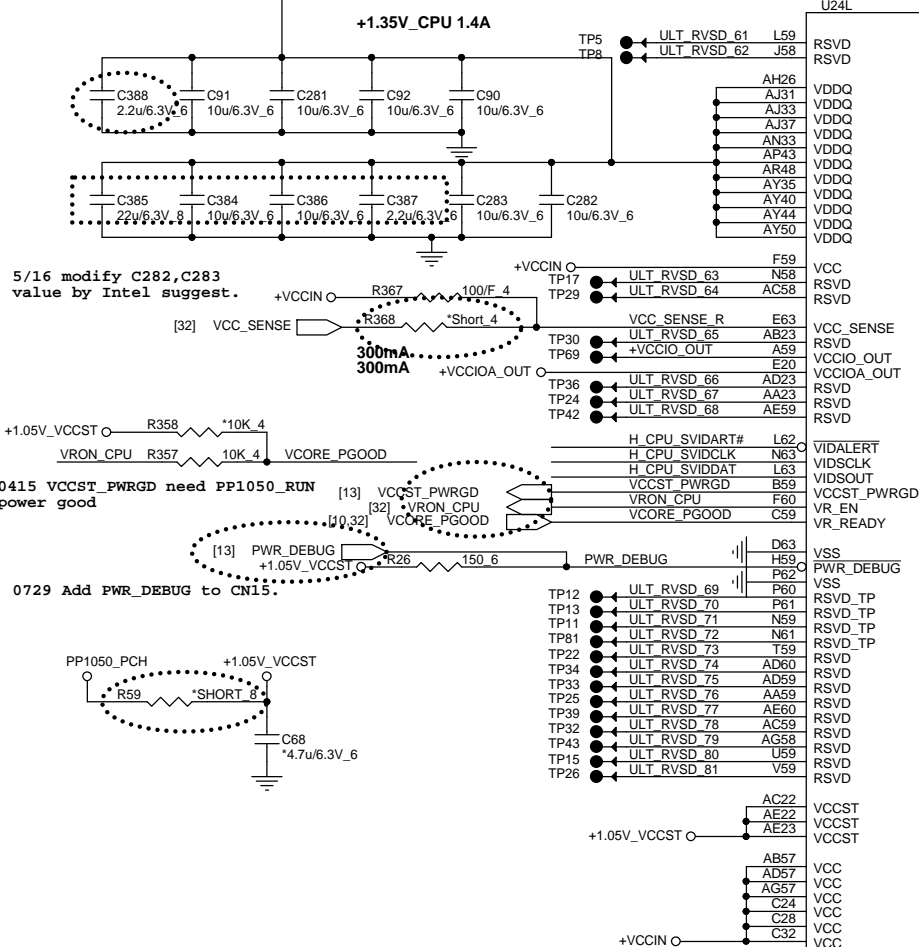 U24L
+1.35V_CPU 1.4A
TP5 ULT_RVSD_61 L59 RSVD
TP8 ULT_RVSD_62 J58 RSVD
C388 2.2u/6.3V_6
C91 10u/6.3V_6
C281 10u/6.3V_6
C92 10u/6.3V_6
C90 10u/6.3V_6
AH26 VDDQ
AJ31 VDDQ
AJ33 VDDQ
AJ37 VDDQ
AN33 VDDQ
AP43 VDDQ
AR48 VDDQ
AY35 VDDQ
AY40 VDDQ
AY44 VDDQ
AY50 VDDQ
C385 22u/6.3V_8
C384 10u/6.3V_6
C386 10u/6.3V_6
C387 2.2u/6.3V_6
C283 10u/6.3V_6
C282 10u/6.3V_6
5/16 modify C282,C283
value by Intel suggest.
+VCCIN F59 VCC
TP17 ULT_RVSD_63 N58 RSVD
TP29 ULT_RVSD_64 AC58 RSVD
+VCCIN R367 100/F_4
[32] VCC_SENSE R368 *Short_4 VCC_SENSE_R E63 VCC_SENSE
300mA
300mA
TP30 ULT_RVSD_65 AB23 RSVD
TP69 +VCCIO_OUT A59 VCCIO_OUT
+VCCIOA_OUT E20 VCCIOA_OUT
TP36 ULT_RVSD_66 AD23 RSVD
TP24 ULT_RVSD_67 AA23 RSVD
TP42 ULT_RVSD_68 AE59 RSVD
+1.05V_VCCST R358 *10K_4
VRON_CPU R357 10K_4 VCORE_PGOOD
H_CPU_SVIDART# L62 VIDALERT
H_CPU_SVIDCLK N63 VIDSCLK
H_CPU_SVIDDAT L63 VIDSOUT
0415 VCCST_PWRGD need PP1050_RUN
power good
[13] VCCST_PWRGD VCCST_PWRGD B59 VCCST_PWRGD
[32] VRON_CPU VRON_CPU F60 VR_EN
[10,32] VCORE_PGOOD VCORE_PGOOD C59 VR_READY
D63 VSS
[13] PWR_DEBUG PWR_DEBUG H59 PWR_DEBUG
+1.05V_VCCST R26 150_6
P62 VSS
0729 Add PWR_DEBUG to CN15.
TP12 ULT_RVSD_69 P60 RSVD_TP
TP13 ULT_RVSD_70 P61 RSVD_TP
TP11 ULT_RVSD_71 N59 RSVD_TP
TP81 ULT_RVSD_72 N61 RSVD_TP
TP22 ULT_RVSD_73 T59 RSVD
TP34 ULT_RVSD_74 AD60 RSVD
TP33 ULT_RVSD_75 AD59 RSVD
TP25 ULT_RVSD_76 AA59 RSVD
TP39 ULT_RVSD_77 AE60 RSVD
TP32 ULT_RVSD_78 AC59 RSVD
TP43 ULT_RVSD_79 AG58 RSVD
TP15 ULT_RVSD_80 U59 RSVD
TP26 ULT_RVSD_81 V59 RSVD
PP1050_PCH +1.05V_VCCST
R59 *SHORT_8
C68
*4.7u/6.3V_6
AC22 VCCST
AE22 VCCST
+1.05V_VCCST AE23 VCCST
AB57 VCC
AD57 VCC
AG57 VCC
C24 VCC
C28 VCC
+VCCIN C32 VCC